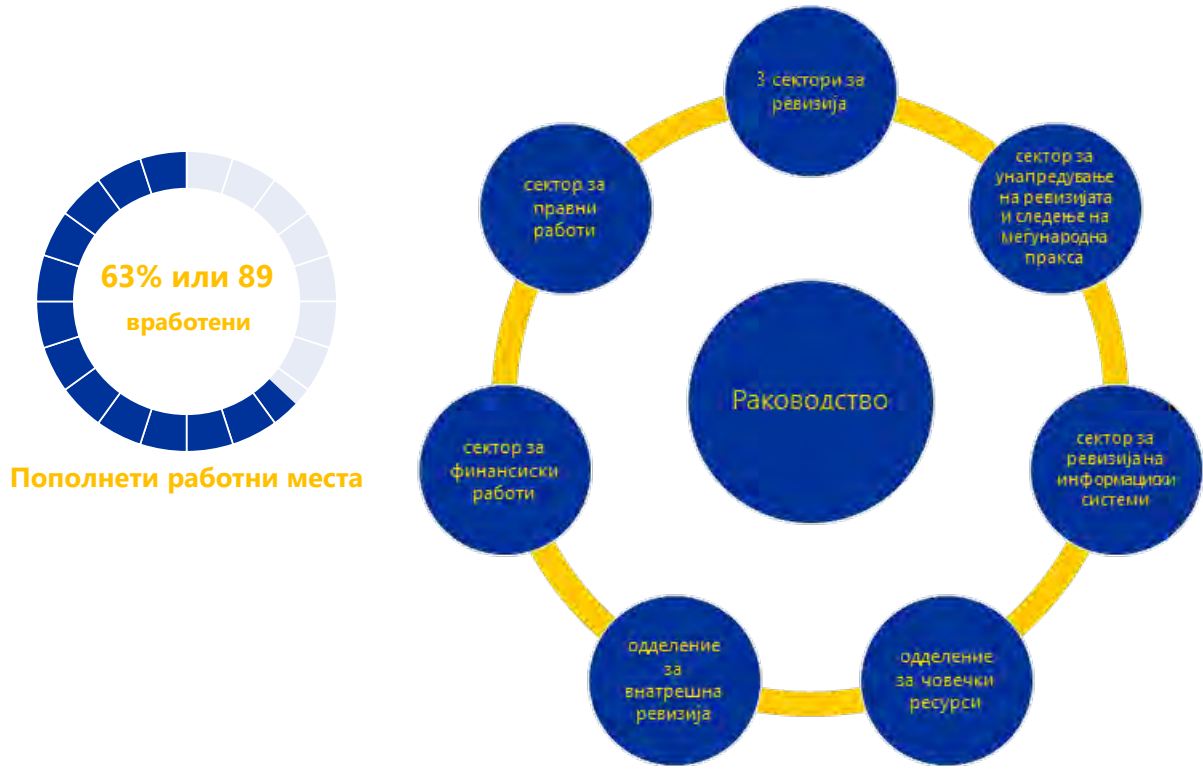 63% или 89
вработени
Пополнети работни места
3 сектори за
ревизија
сектор за
унапредување
на ревизијата
и следење на
меѓународна
пракса
сектор за
ревизија на
информациски
системи
одделение
за човечки
ресурси
одделение
за
внатрешна
ревизија
сектор за
финансиски
работи
сектор за
правни
работи
Раководство